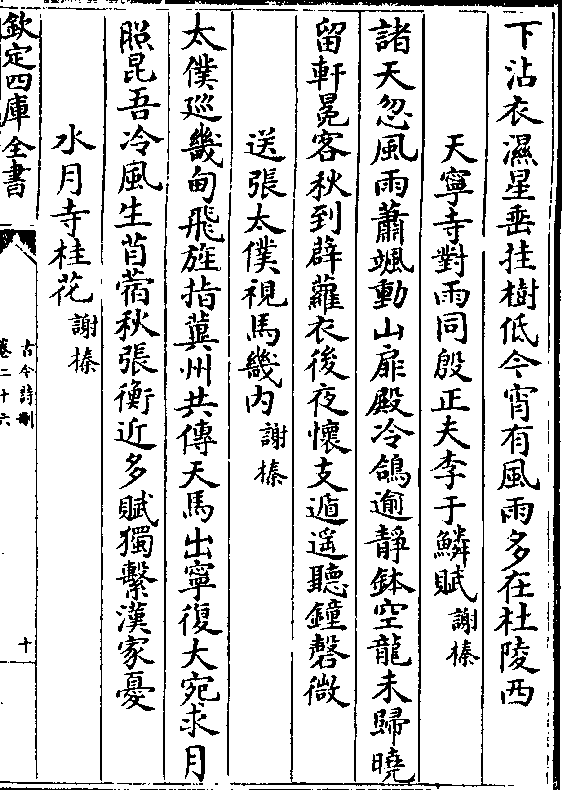 下沾衣濕星垂挂樹低今宵有風雨多在杜陵西
天寧寺對雨同殷正夫李于鱗賦 謝榛
諸天忽風雨蕭颯動山扉殿冷鴿逾靜鉢空龍未歸曉
留軒冕客秋到薜蘿衣後夜懷支遁遥聽鐘磬微
送張太僕視馬畿内 謝榛
太僕巡畿甸飛旌指冀州共傳天馬出寧復大宛求月
照昆吾冷風生苜蓿秋張衡近多賦獨繫漢家憂
水月寺桂花 謝榛
欽定四庫全書
古今詩刪
卷二十六
十